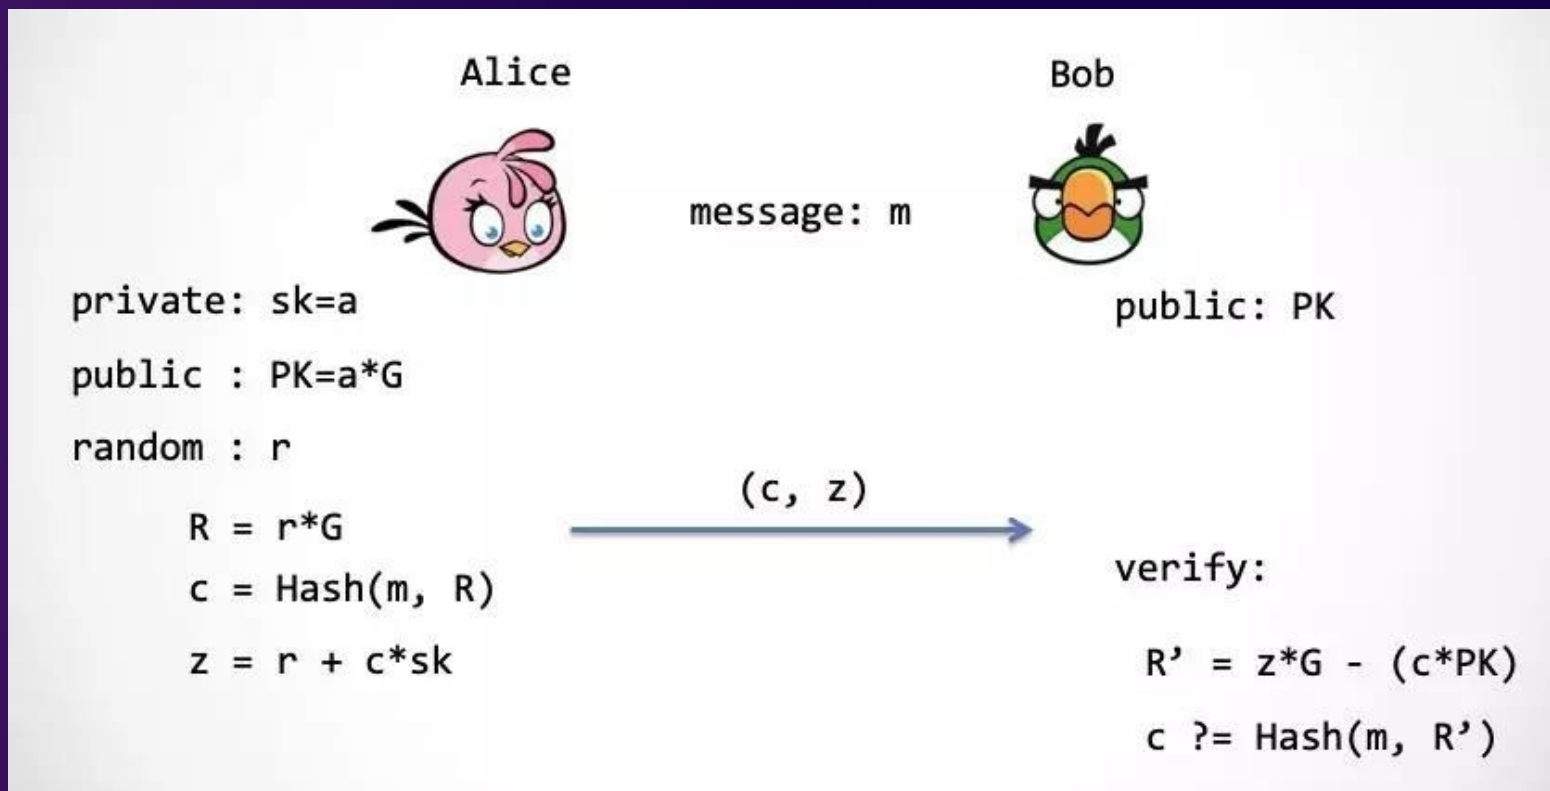 Alice
Bob
message: m
private: sk=a
public : PK=a*G
random : r
R = r*G
c = Hash(m, R)
z = r + c*sk
(c, z)
public: PK
verify:
R’ = z*G - (c*PK)
c ?= Hash(m, R’)